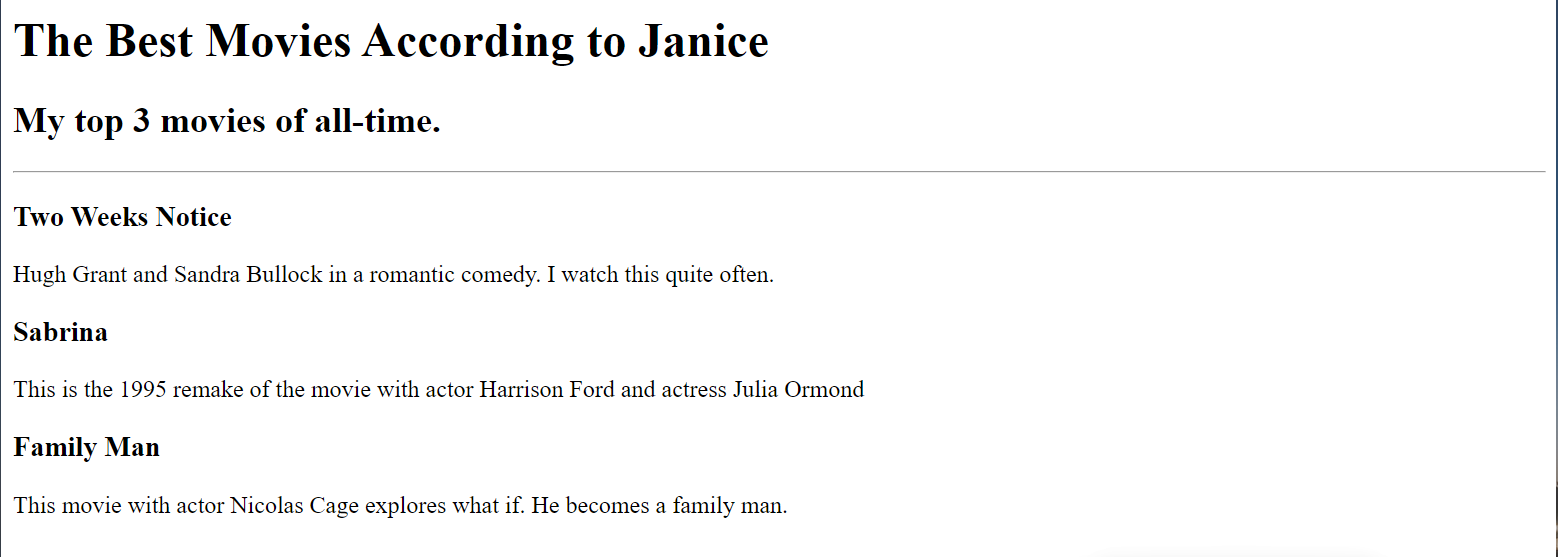 The Best Movies According to Janice
My top 3 movies of all-time.
Two Weeks Notice
Hugh Grant and Sandra Bullock in a romantic comedy. I watch this quite often.
Sabrina
This is the 1995 remake of the movie with actor Harrison Ford and actress Julia Ormond
Family Man
This movie with actor Nicolas Cage explores what if. He becomes a family man.